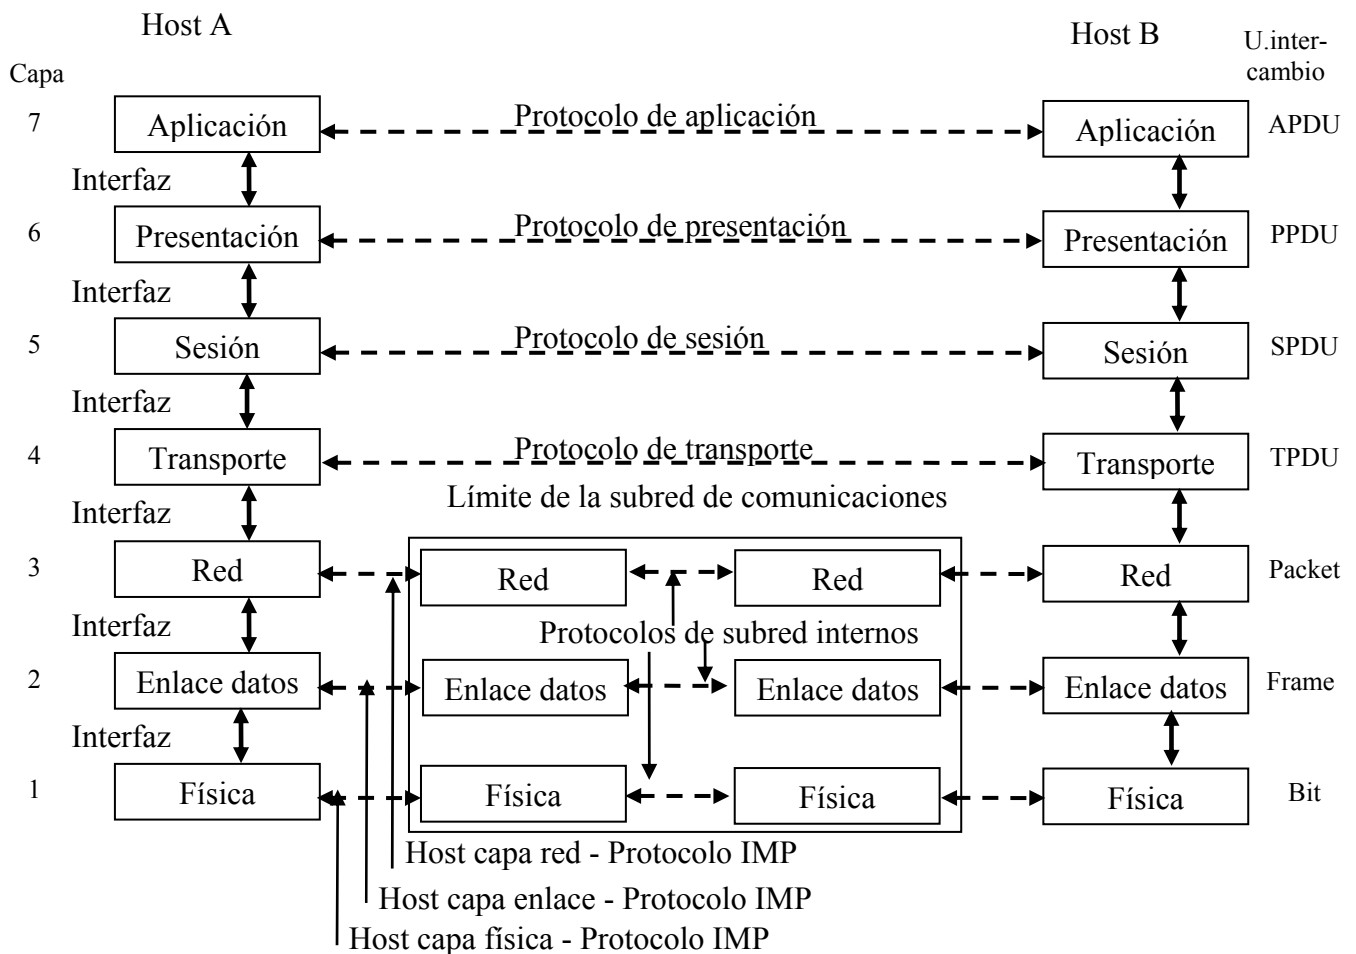 Host A
Host B
U.inter-
cambio
Capa
7
Aplicación
Protocolo de aplicación
Aplicación
APDU
Interfaz
6
Presentación
Protocolo de presentación
Presentación
PPDU
Interfaz
5
Sesión
Protocolo de sesión
Sesión
SPDU
Interfaz
4
Transporte
Protocolo de transporte
Transporte
TPDU
Límite de la subred de comunicaciones
Interfaz
3
Red
Red
Red
Red
Packet
Interfaz
Protocolos de subred internos
2
Enlace datos
Enlace datos
Enlace datos
Enlace datos
Frame
Interfaz
1
Física
Física
Física
Física
Bit
Host capa red - Protocolo IMP
Host capa enlace - Protocolo IMP
Host capa física - Protocolo IMP